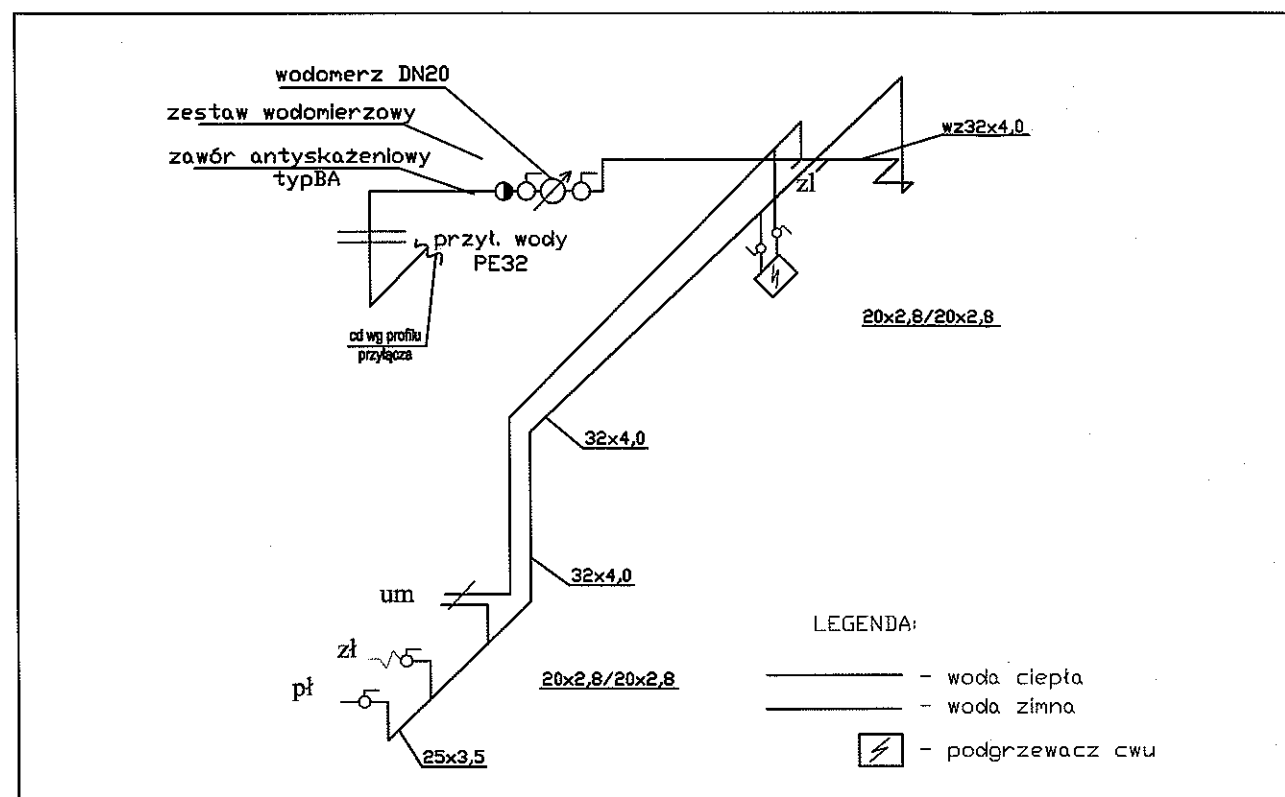 wodomerz DN20
zestaw wodomierzowy
zawór antyskażeniowy
typBA
wz32x4,0
zl
przył. wody
PE32
cd wg profilu
przyłącza
20x2,8/20x2,8
32x4,0
32x4,0
um
zł
pł
20x2,8/20x2,8
25x3,5
LEGENDA:
- woda ciepła
- woda zimna
- podgrzewacz cwu